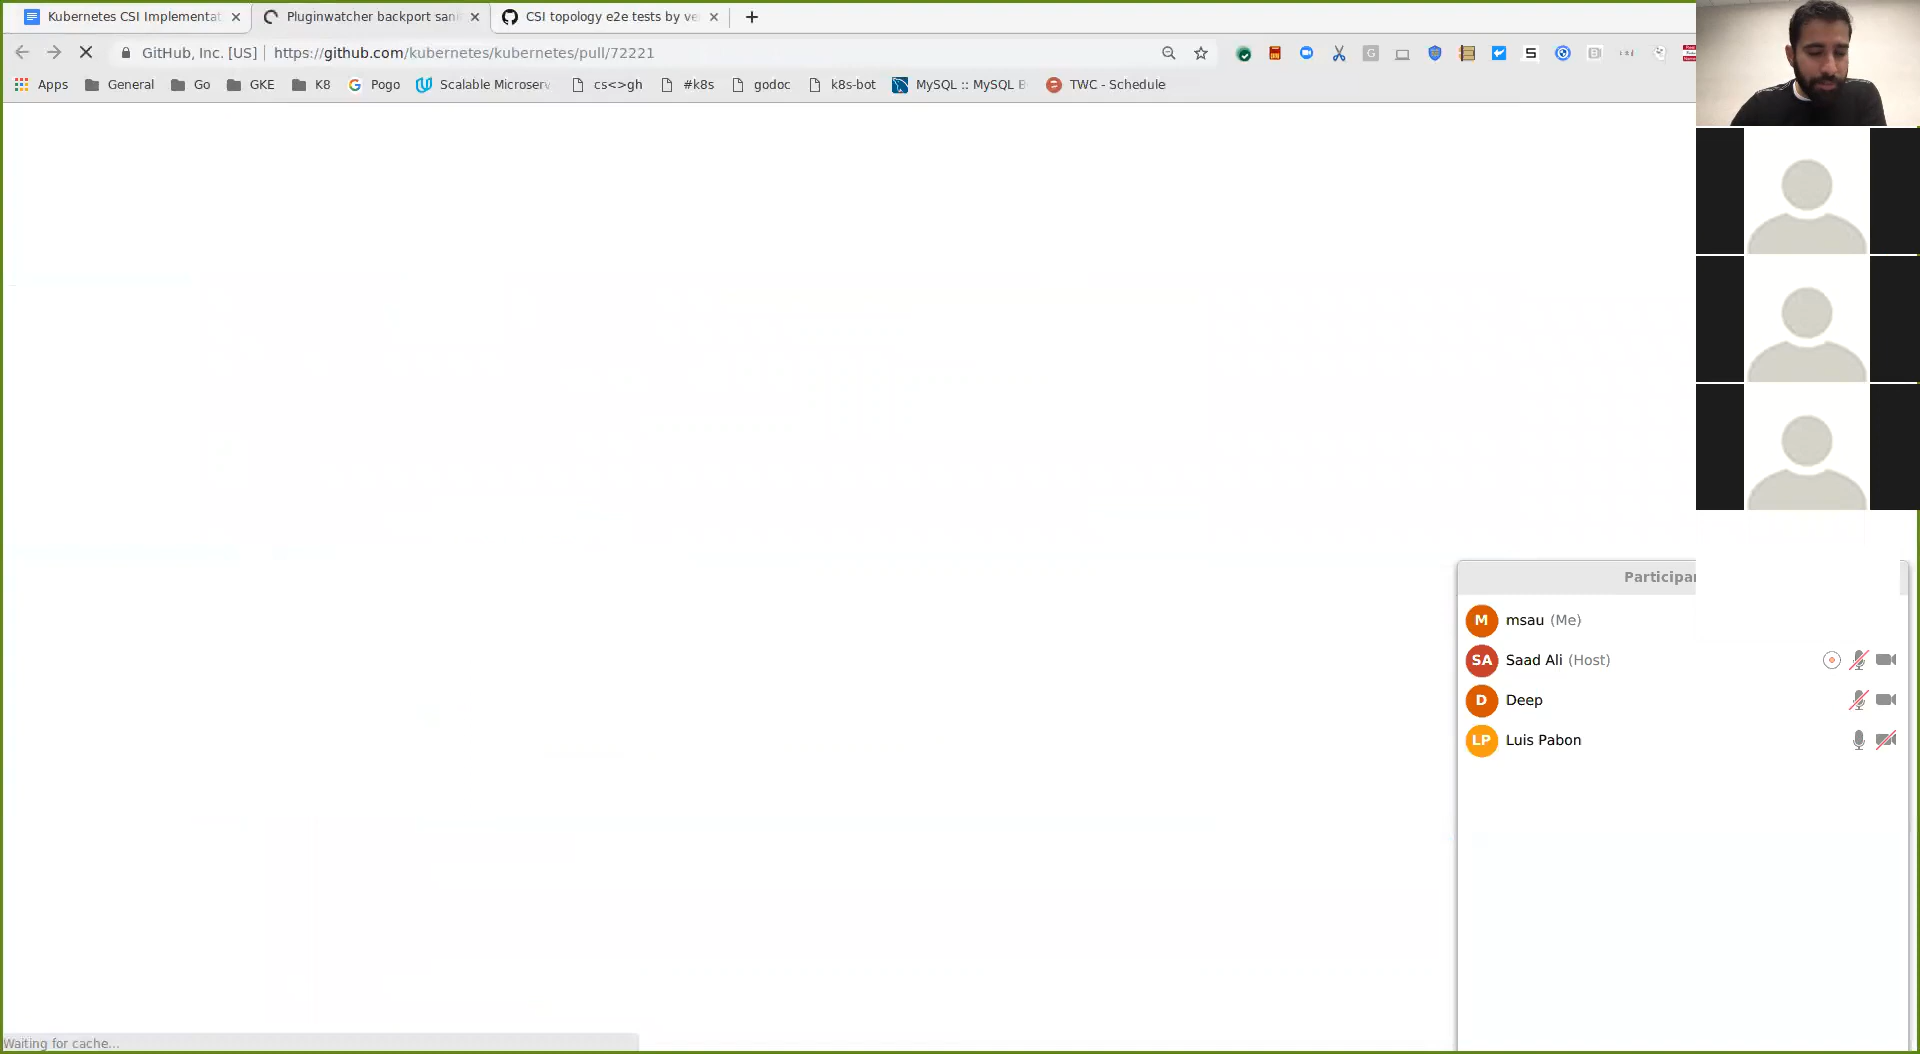 Kubernetes CSI Implementat
Pluginwatcher backport sani
CSI topology e2e tests by ve
GitHub, Inc. [US] | https://github.com/kubernetes/kubernetes/pull/72221
Apps General Go GKE K8 Pogo Scalable Microserv cs<>gh #k8s godoc k8s-bot MySQL :: MySQL TWC - Schedule
Participan
M msau (Me)
SA Saad Ali (Host)
D Deep
LP Luis Pabon
Waiting for cache...